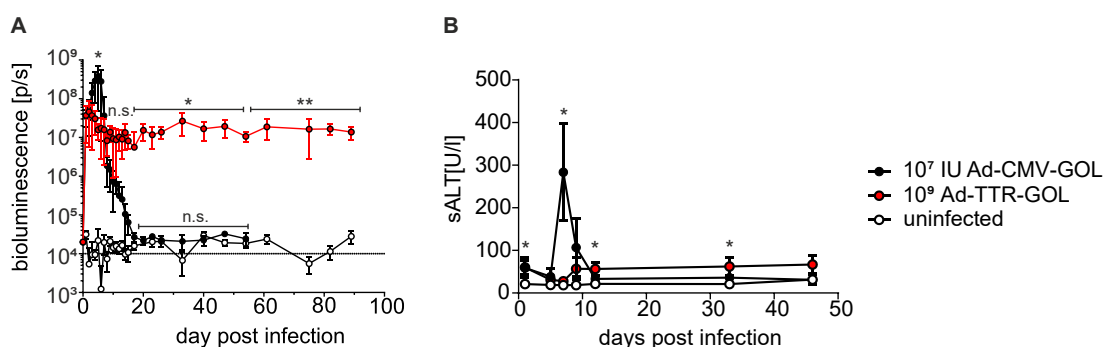 A
bioluminescence [p/s]
10⁹
10⁸
10⁷
10⁶
10⁵
10⁴
10³
*
n.s.
*
**
n.s.
0
20
40
60
80
100
day post infection
B
sALT[U/l]
500
400
300
200
100
0
*
*
*
*
0
10
20
30
40
50
days post infection
10⁷ IU Ad-CMV-GOL
10⁹ Ad-TTR-GOL
uninfected